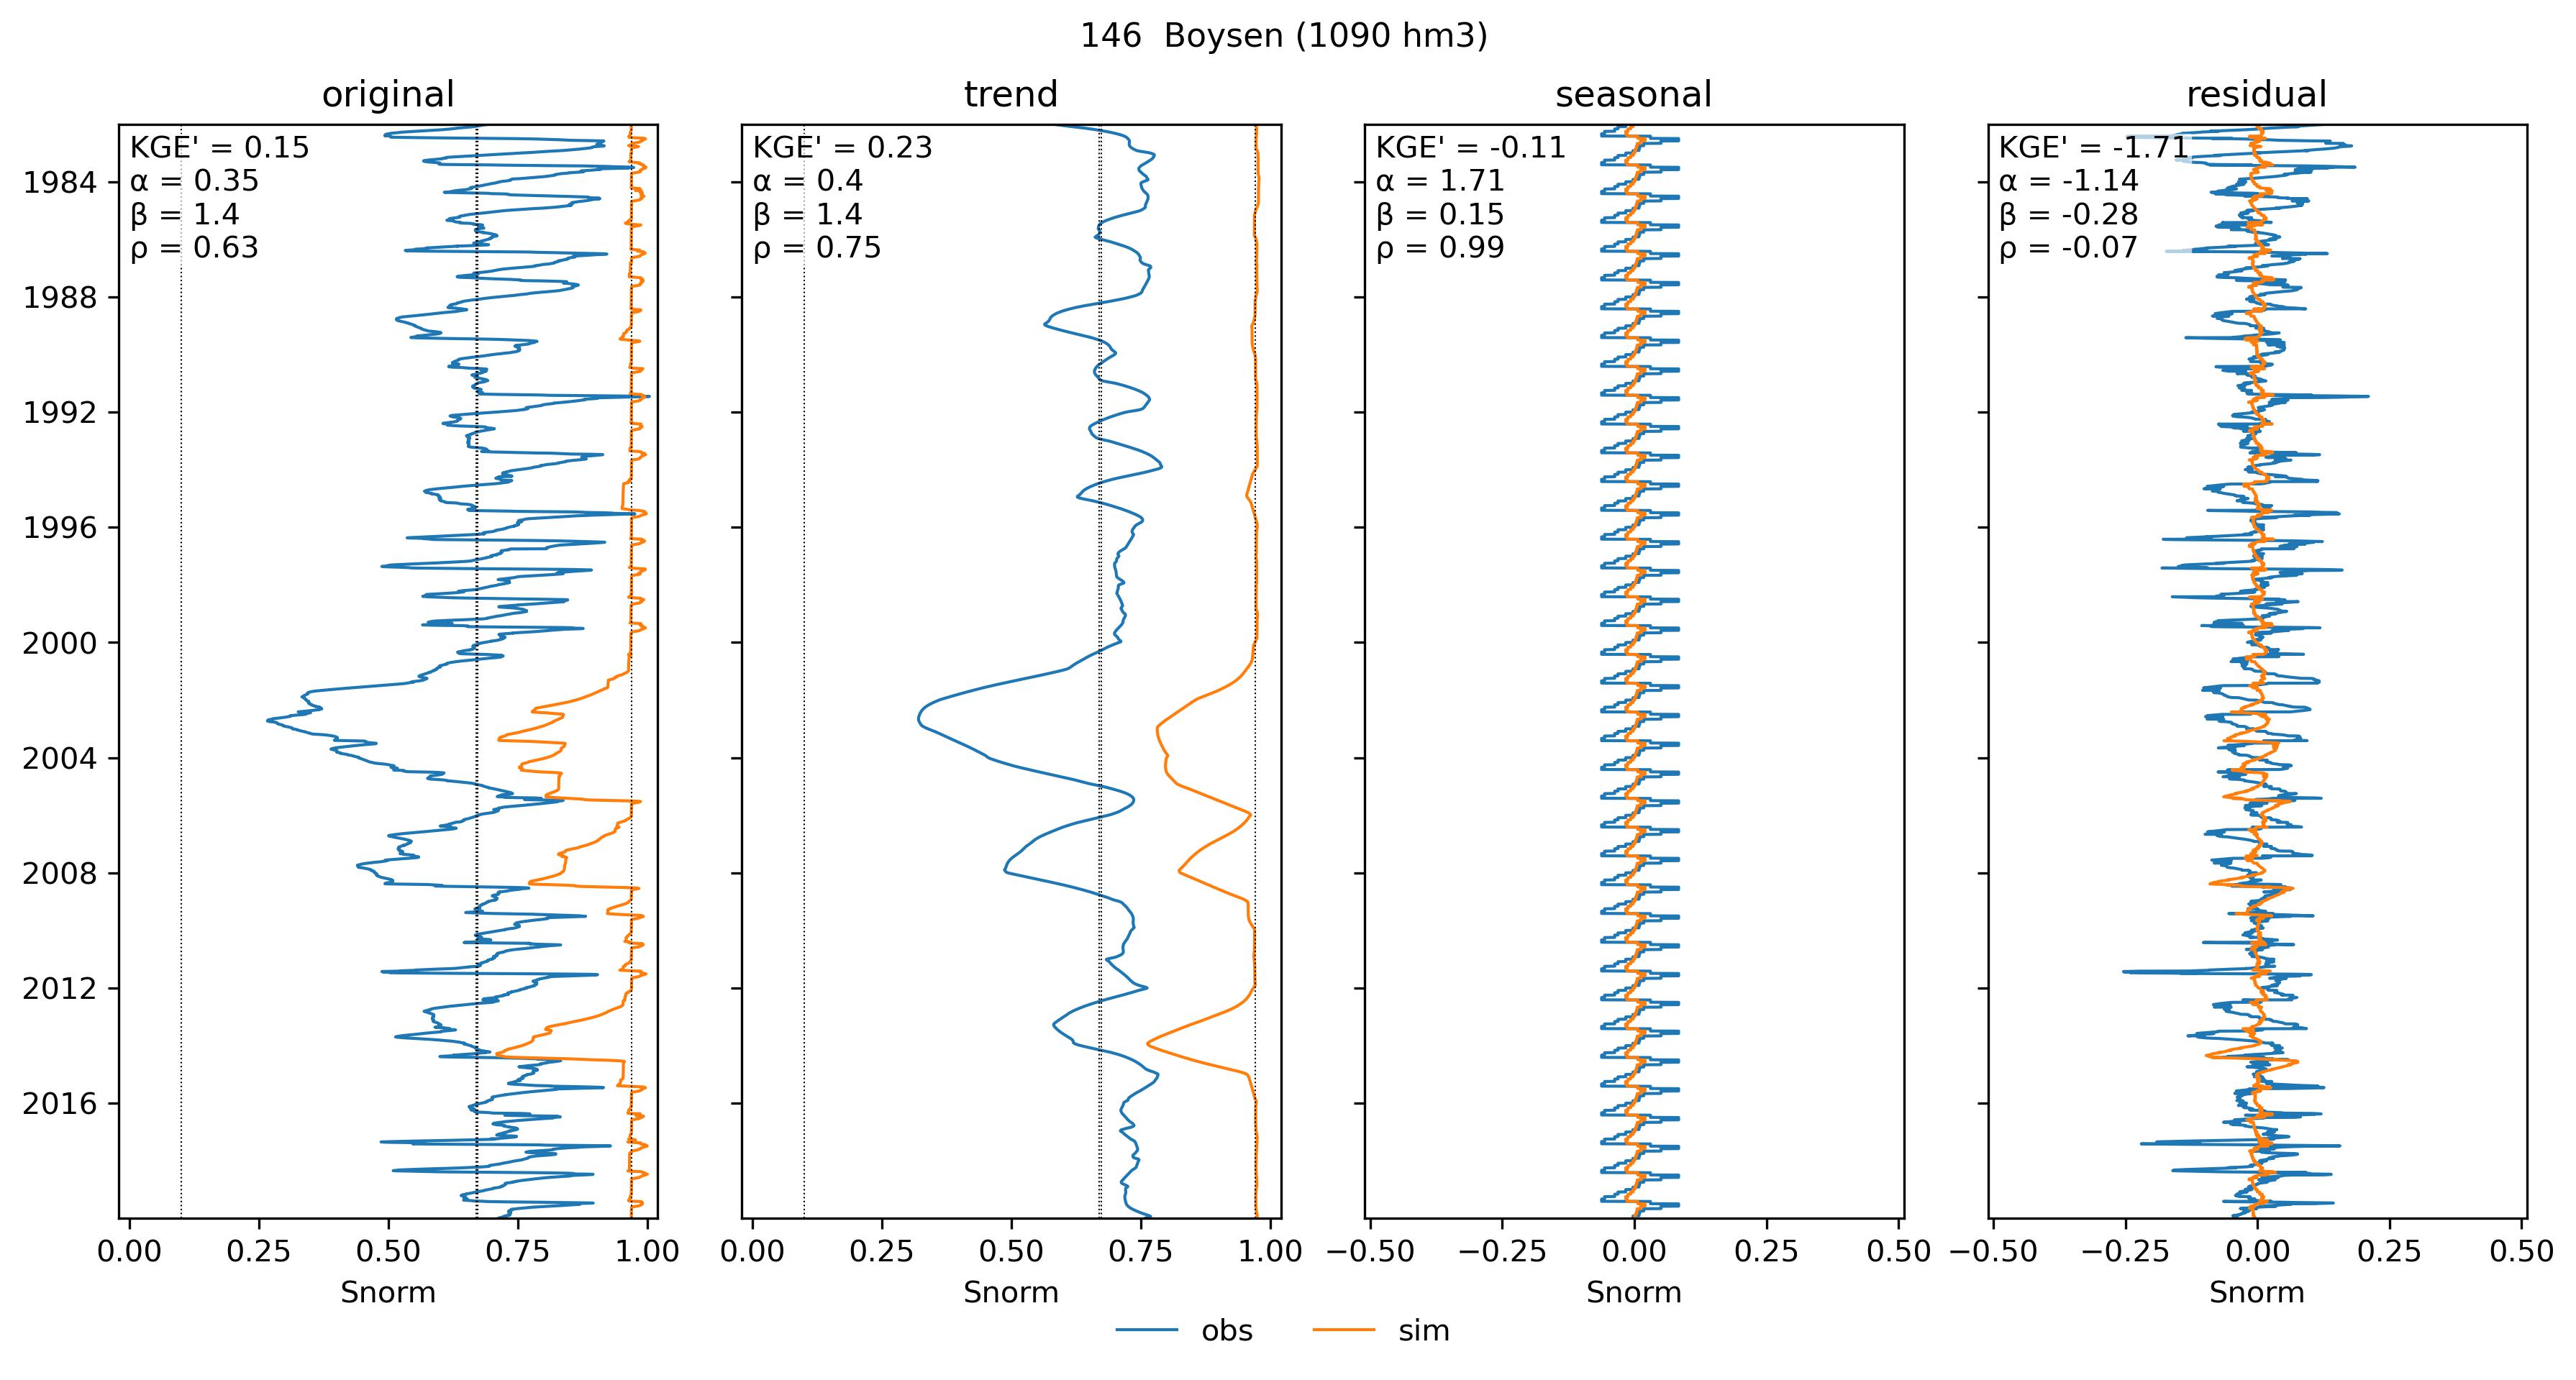 146  Boysen (1090 hm3)
original
trend
seasonal
residual
KGE' = 0.15
α = 0.35
β = 1.4
ρ = 0.63
KGE' = 0.23
α = 0.4
β = 1.4
ρ = 0.75
KGE' = -0.11
α = 1.71
β = 0.15
ρ = 0.99
KGE' = -1.71
α = -1.14
β = -0.28
ρ = -0.07
1984
1988
1992
1996
2000
2004
2008
2012
2016
0.00 0.25 0.50 0.75 1.00
0.00 0.25 0.50 0.75 1.00
−0.50 −0.25 0.00 0.25 0.50
−0.50 −0.25 0.00 0.25 0.50
Snorm
Snorm
Snorm
Snorm
obs
sim